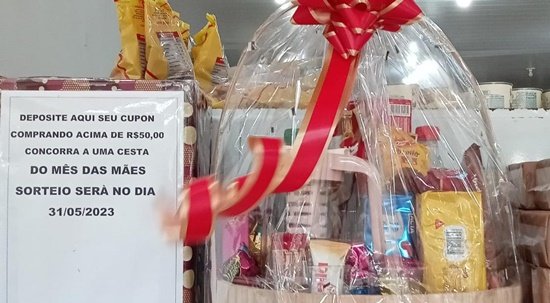 DEPOSITE AQUI SEU CUPON
COMPRANDO ACIMA DE R$50,00
CONCORRA A UMA CESTA
DO MÊS DAS MÃES
SORTEIO SERÀ NO DIA
31/05/2023